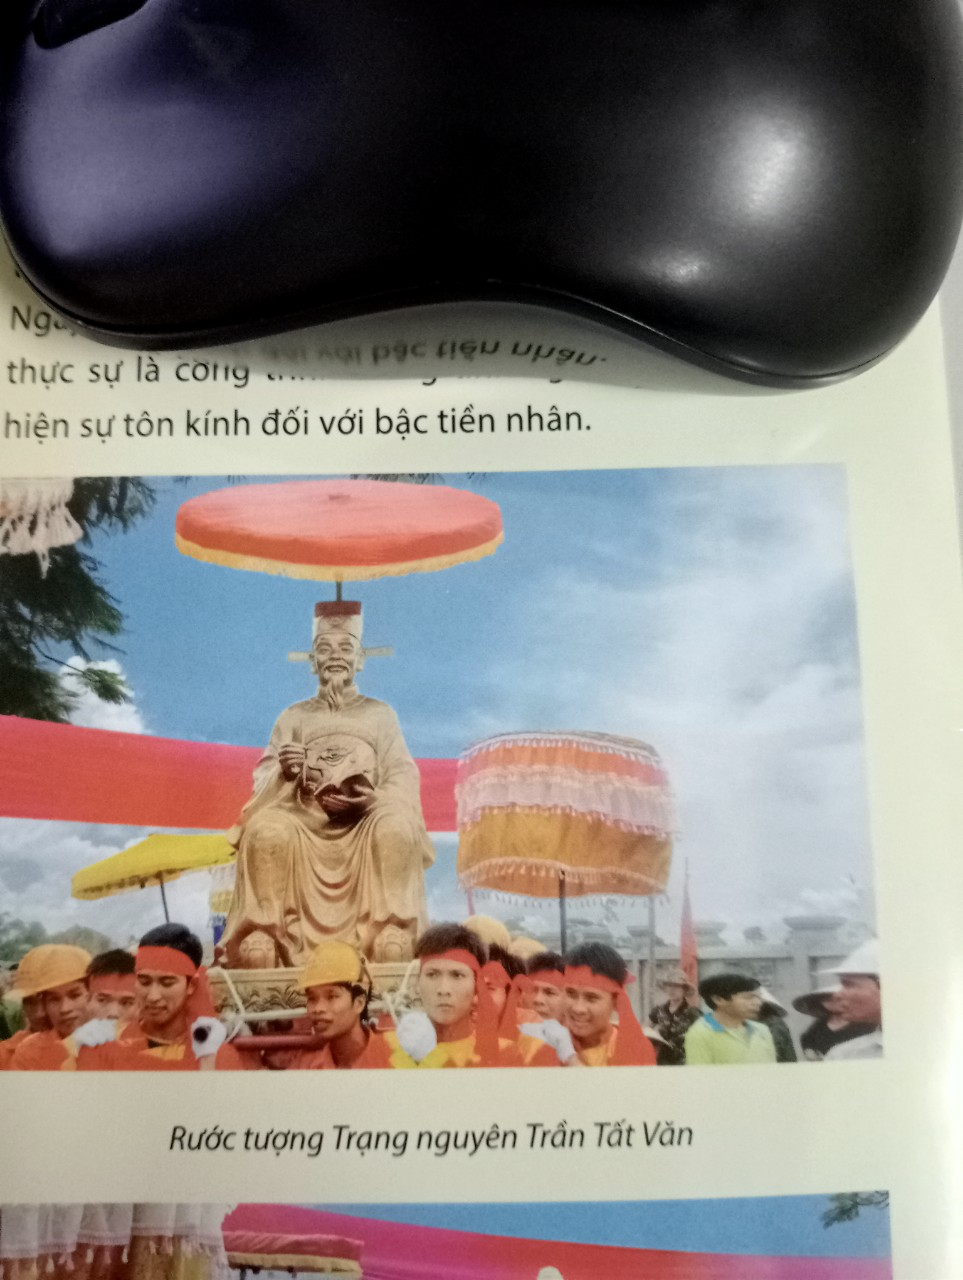 thực sự là công
hiện sự tôn kính đối với bậc tiền nhân.
Rước tượng Trạng nguyên Trần Tất Văn